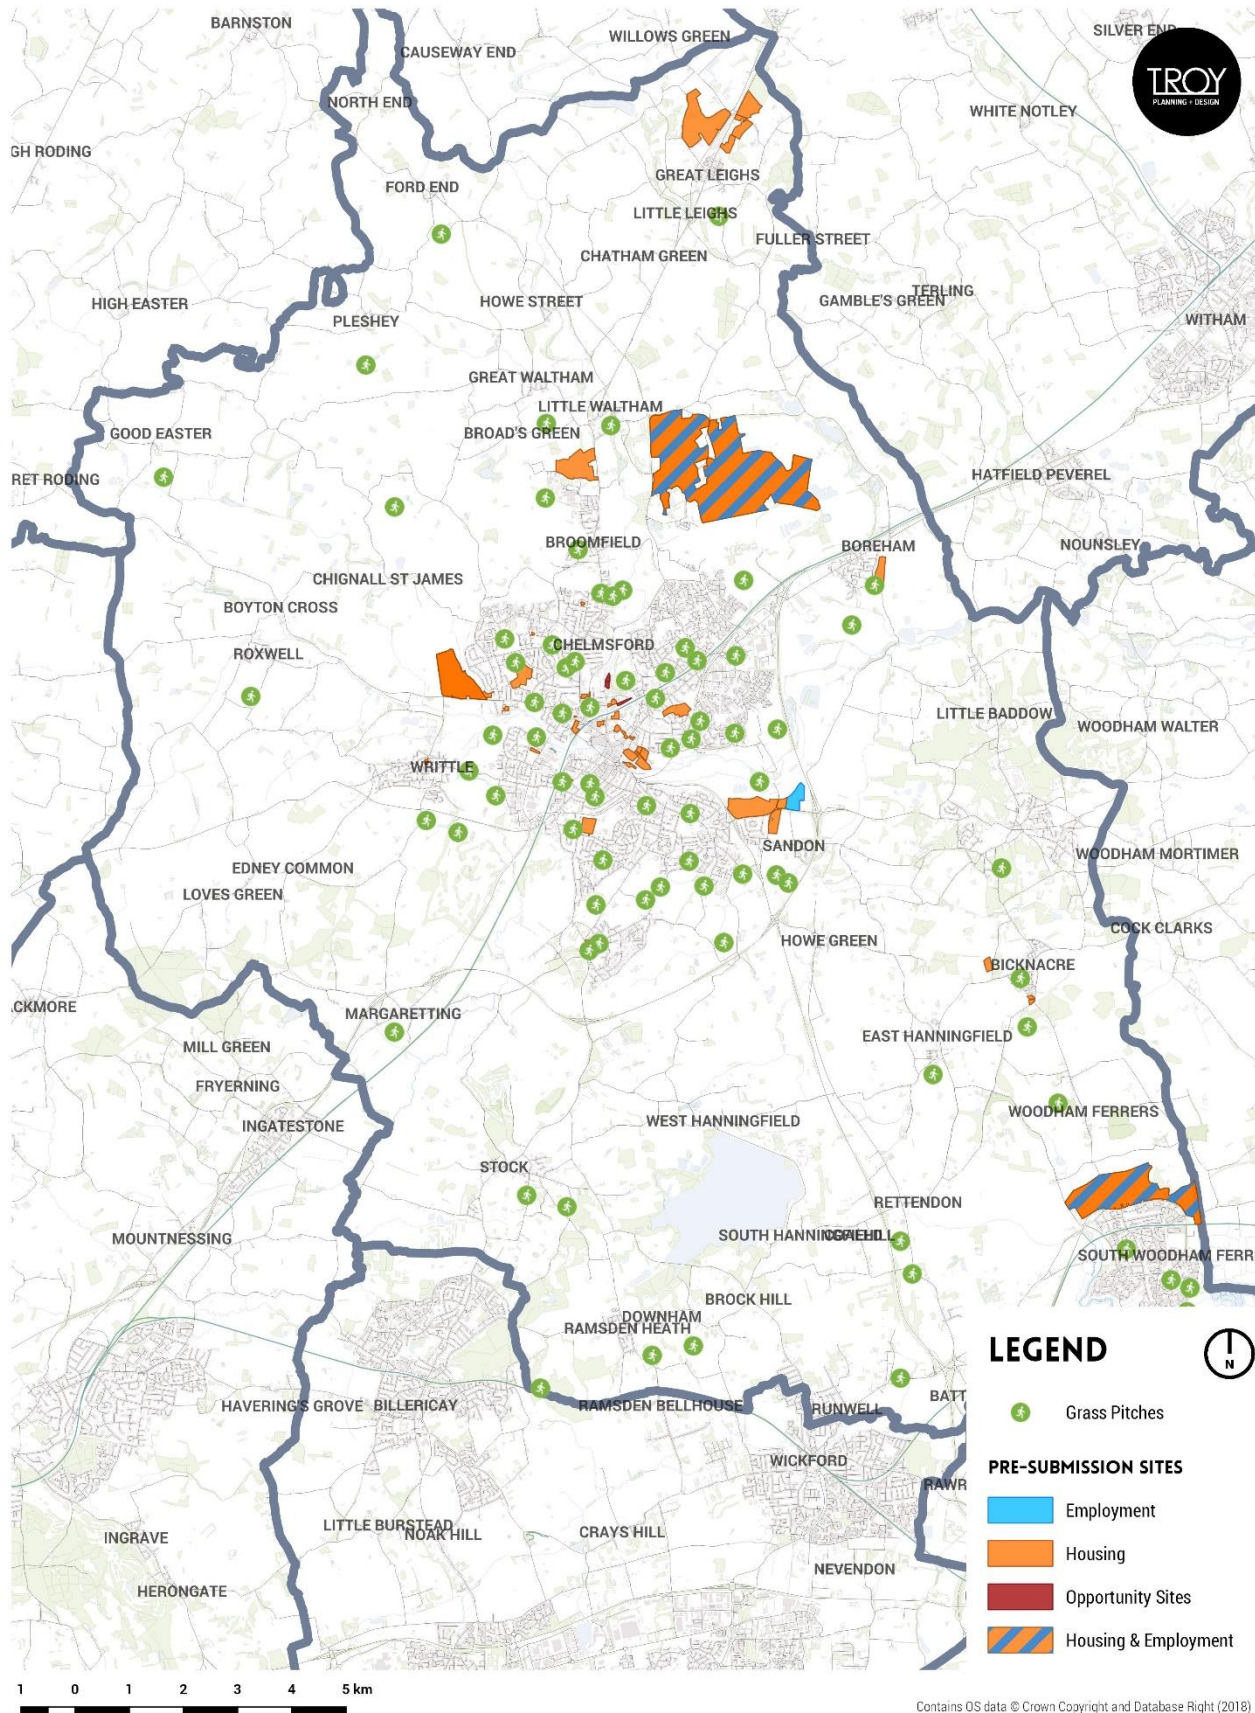 BARNSTON
WILLOWS GREEN
SILVER END
CAUSEWAY END
TROY
PLANNING + DESIGN
NORTH END
WHITE NOTLEY
GH RODING
GREAT LEIGHS
FORD END
LITTLE LEIGHS
FULLER STREET
CHATHAM GREEN
TERLING
HIGH EASTER
HOWE STREET
GAMBLE'S GREEN
PLESHEY
WITHAM
GREAT WALTHAM
LITTLE WALTHAM
GOOD EASTER
BROAD'S GREEN
RET RODING
HATFIELD PEVEREL
BROOMFIELD
BOREHAM
NOUNSLEY
CHIGNALL ST JAMES
BOYTON CROSS
ROXWELL
CHELMSFORD
LITTLE BADDOW
WOODHAM WALTER
WRITTLE
SANDON
WOODHAM MORTIMER
EDNEY COMMON
LOVES GREEN
COCK CLARKS
HOWE GREEN
BICKNACRE
ACKMORE
MARGARETTING
EAST HANNINGFIELD
MILL GREEN
FRYERNING
WOODHAM FERRERS
INGATESTONE
WEST HANNINGFIELD
STOCK
RETTENDON
MOUNTNESSING
SOUTH HANNINGFIELD
SOUTH WOODHAM FERR
BROCK HILL
DOWNHAM
RAMSDEN HEATH
LEGEND
N
HAVERING'S GROVE
BILLERICAY
RAMSDEN BELLHOUSE
RUNWELL
BATT
Grass Pitches
WICKFORD
PRE-SUBMISSION SITES
RAWR
Employment
LITTLE BURSTEAD
NOAK HILL
CRAYS HILL
INGRAVE
Housing
NEVENDON
HERONGATE
Opportunity Sites
Housing & Employment
1 0 1 2 3 4 5 km
Contains OS data © Crown Copyright and Database Right (2018)